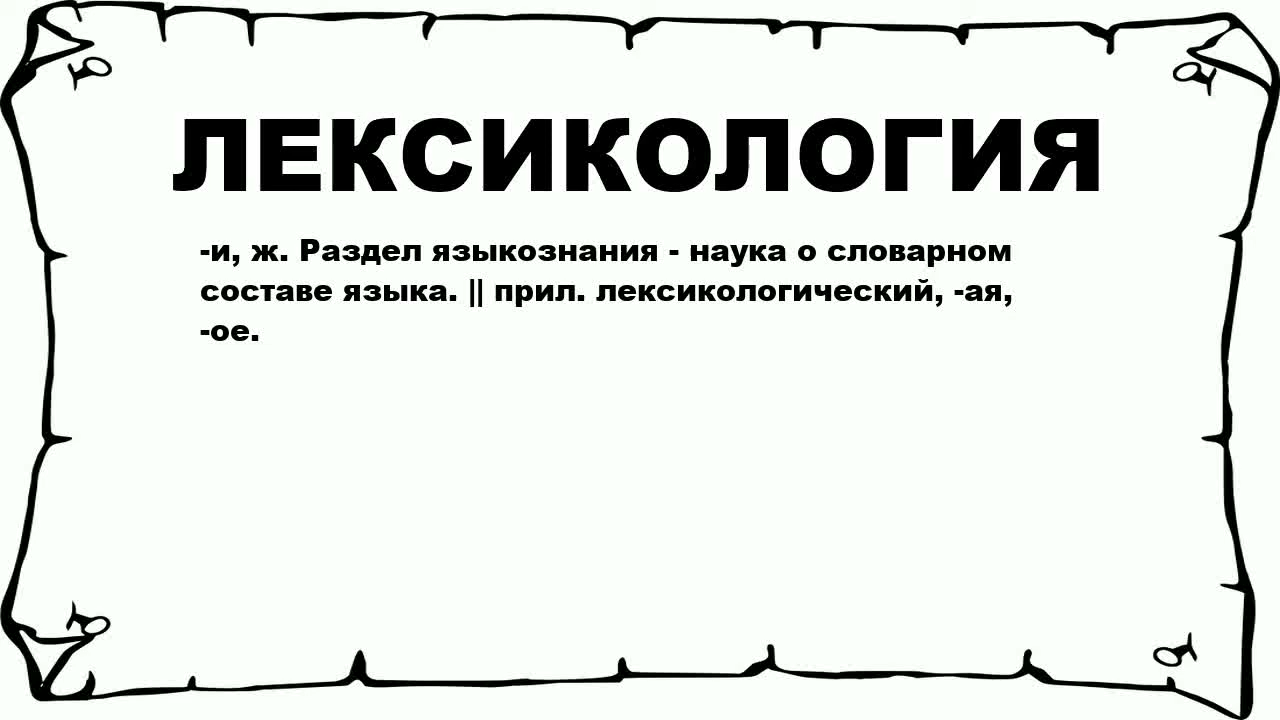 ЛЕКСИКОЛОГИЯ
-и, ж. Раздел языкознания - наука о словарном
составе языка. || прил. лексикологический, -ая,
-ое.